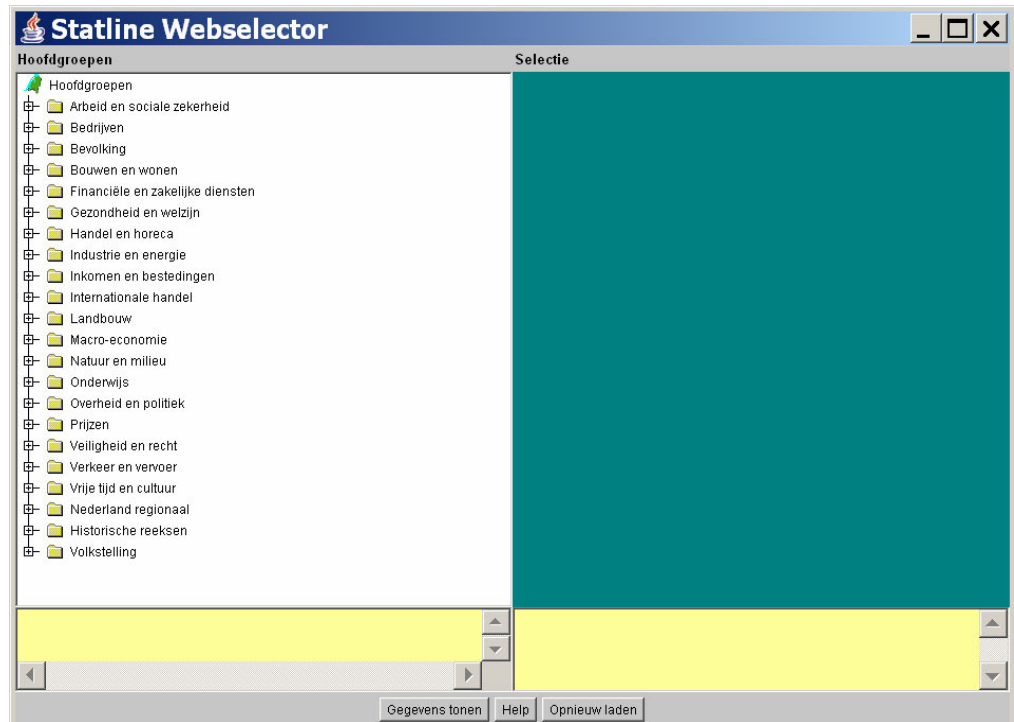 Statline Webselector
Hoofdgroepen
Selectie
Hoofdgroepen
Arbeid en sociale zekerheid
Bedrijven
Bevolking
Bouwen en wonen
Financiële en zakelijke diensten
Gezondheid en welzijn
Handel en horeca
Industrie en energie
Inkomen en bestedingen
Internationale handel
Landbouw
Macro-economie
Natuur en milieu
Onderwijs
Overheid en politiek
Prijzen
Veiligheid en recht
Verkeer en vervoer
Vrije tijd en cultuur
Nederland regionaal
Historische reeksen
Volkstelling
Gegevens tonen Help Opnieuw laden